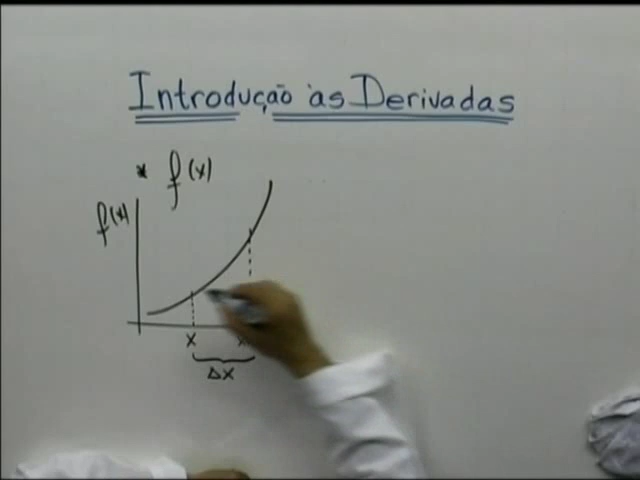 Introdução às Derivadas
* f(x)
f(x)
x x
Δx